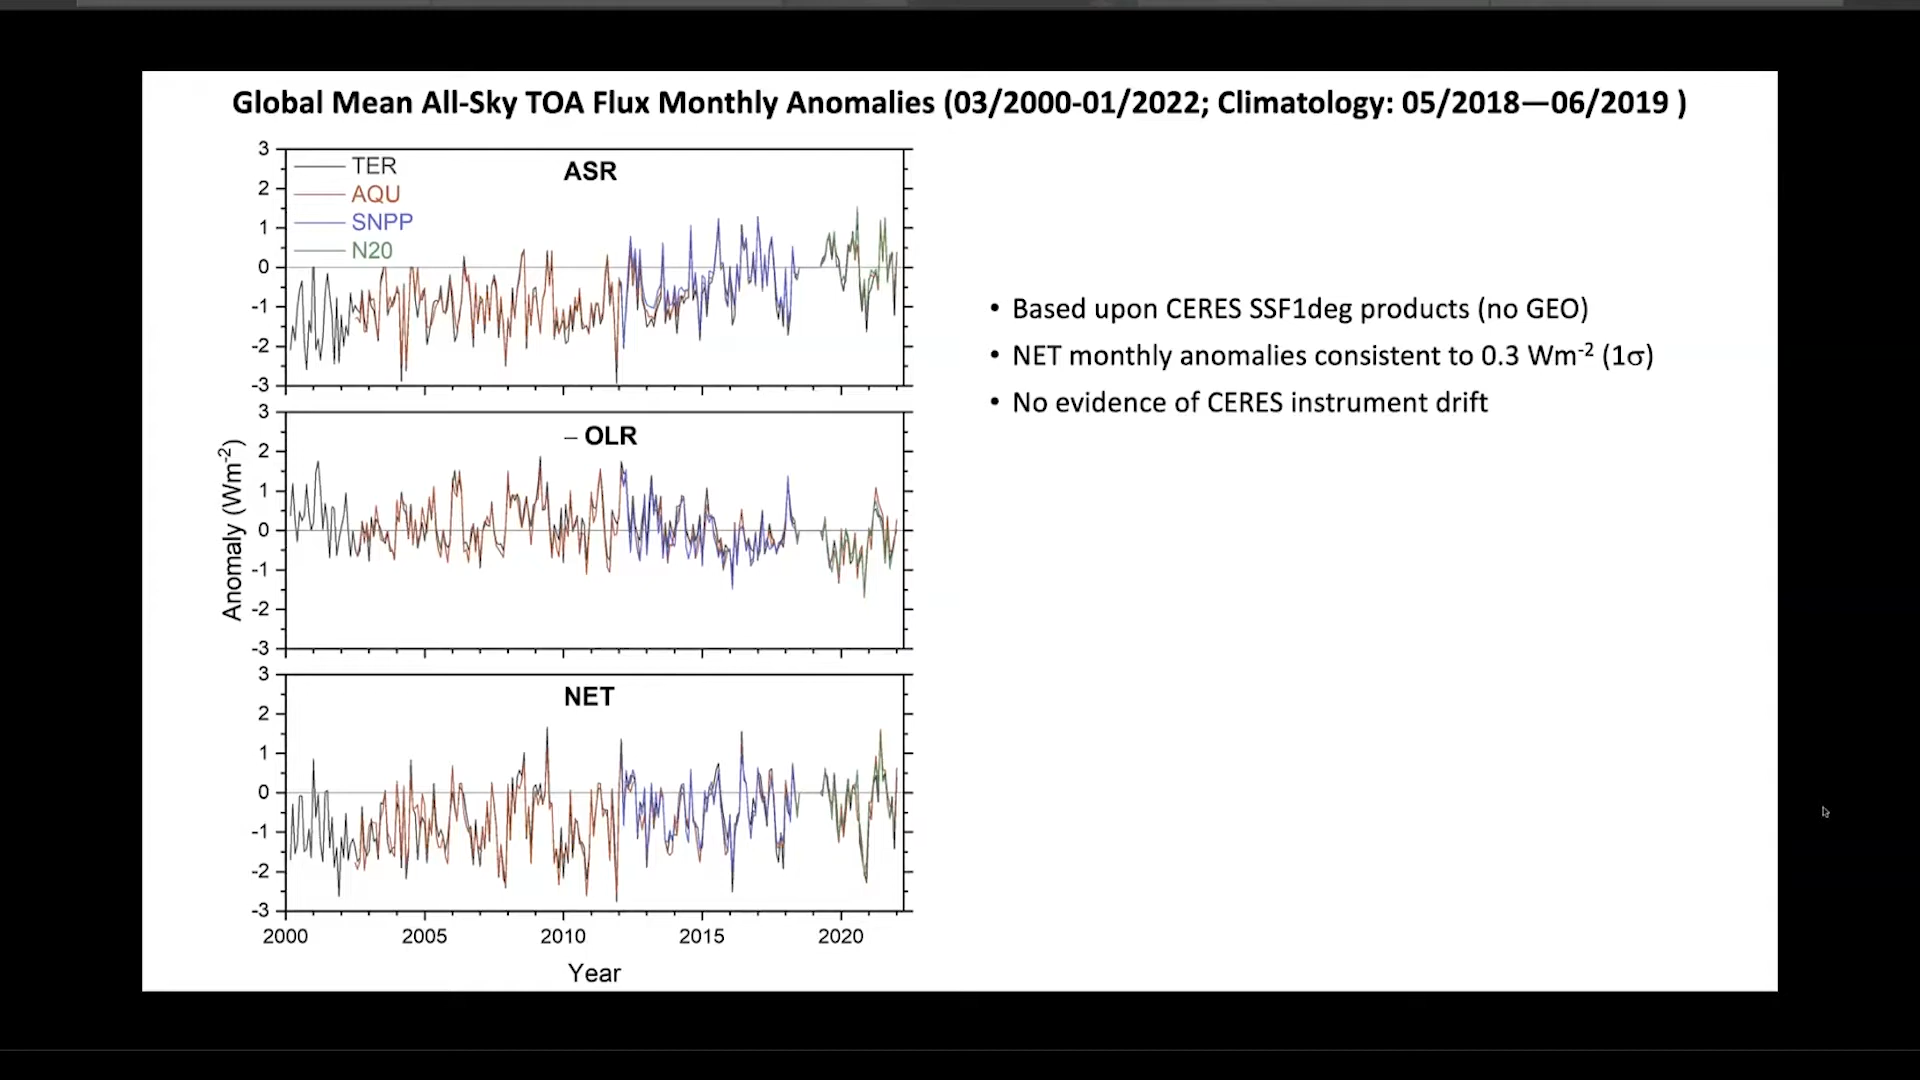 Global Mean All-Sky TOA Flux Monthly Anomalies (03/2000-01/2022; Climatology: 05/2018—06/2019 )
3
2
1
0
-1
-2
-3
TER
AQU
SNPP
N20
ASR
3
2
1
0
-1
-2
-3
– OLR
Anomaly (Wm-2)
3
2
1
0
-1
-2
-3
NET
2000 2005 2010 2015 2020
Year
• Based upon CERES SSF1deg products (no GEO)
• NET monthly anomalies consistent to 0.3 Wm-2 (1σ)
• No evidence of CERES instrument drift